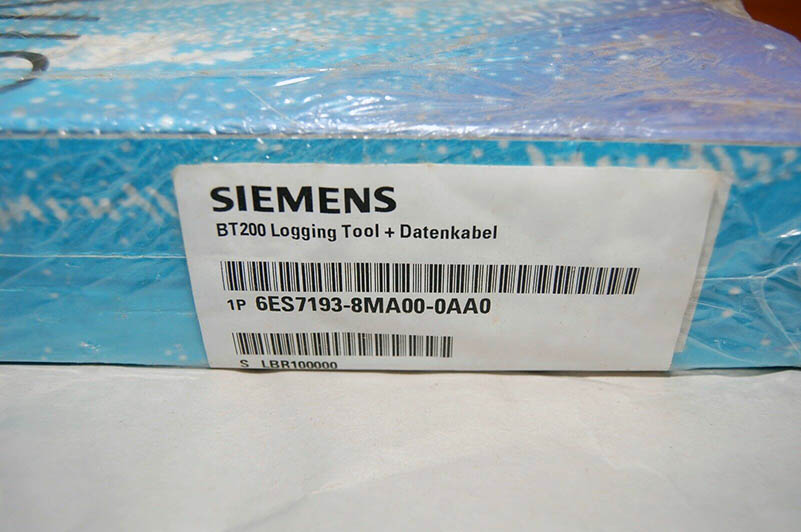 SIEMENS
BT200 Logging Tool + Datenkabel
1P 6ES7193-8MA00-0AA0
S LBR100000